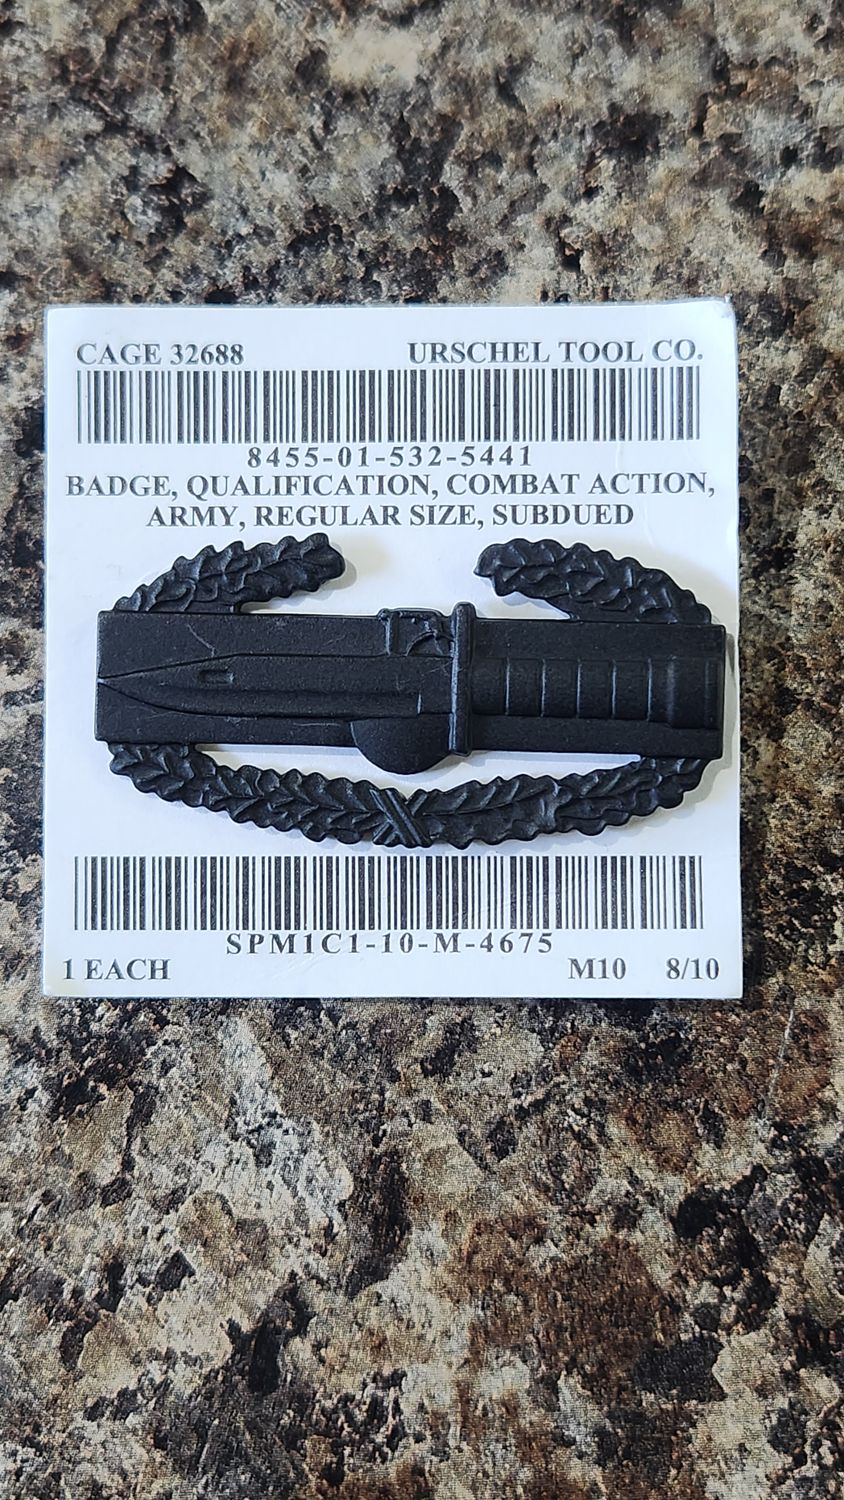 CAGE 32688 URSCHEL TOOL CO.
8455-01-532-5441
BADGE, QUALIFICATION, COMBAT ACTION,
ARMY, REGULAR SIZE, SUBDUED
SPM1C1-10-M-4675
1 EACH M10 8/10